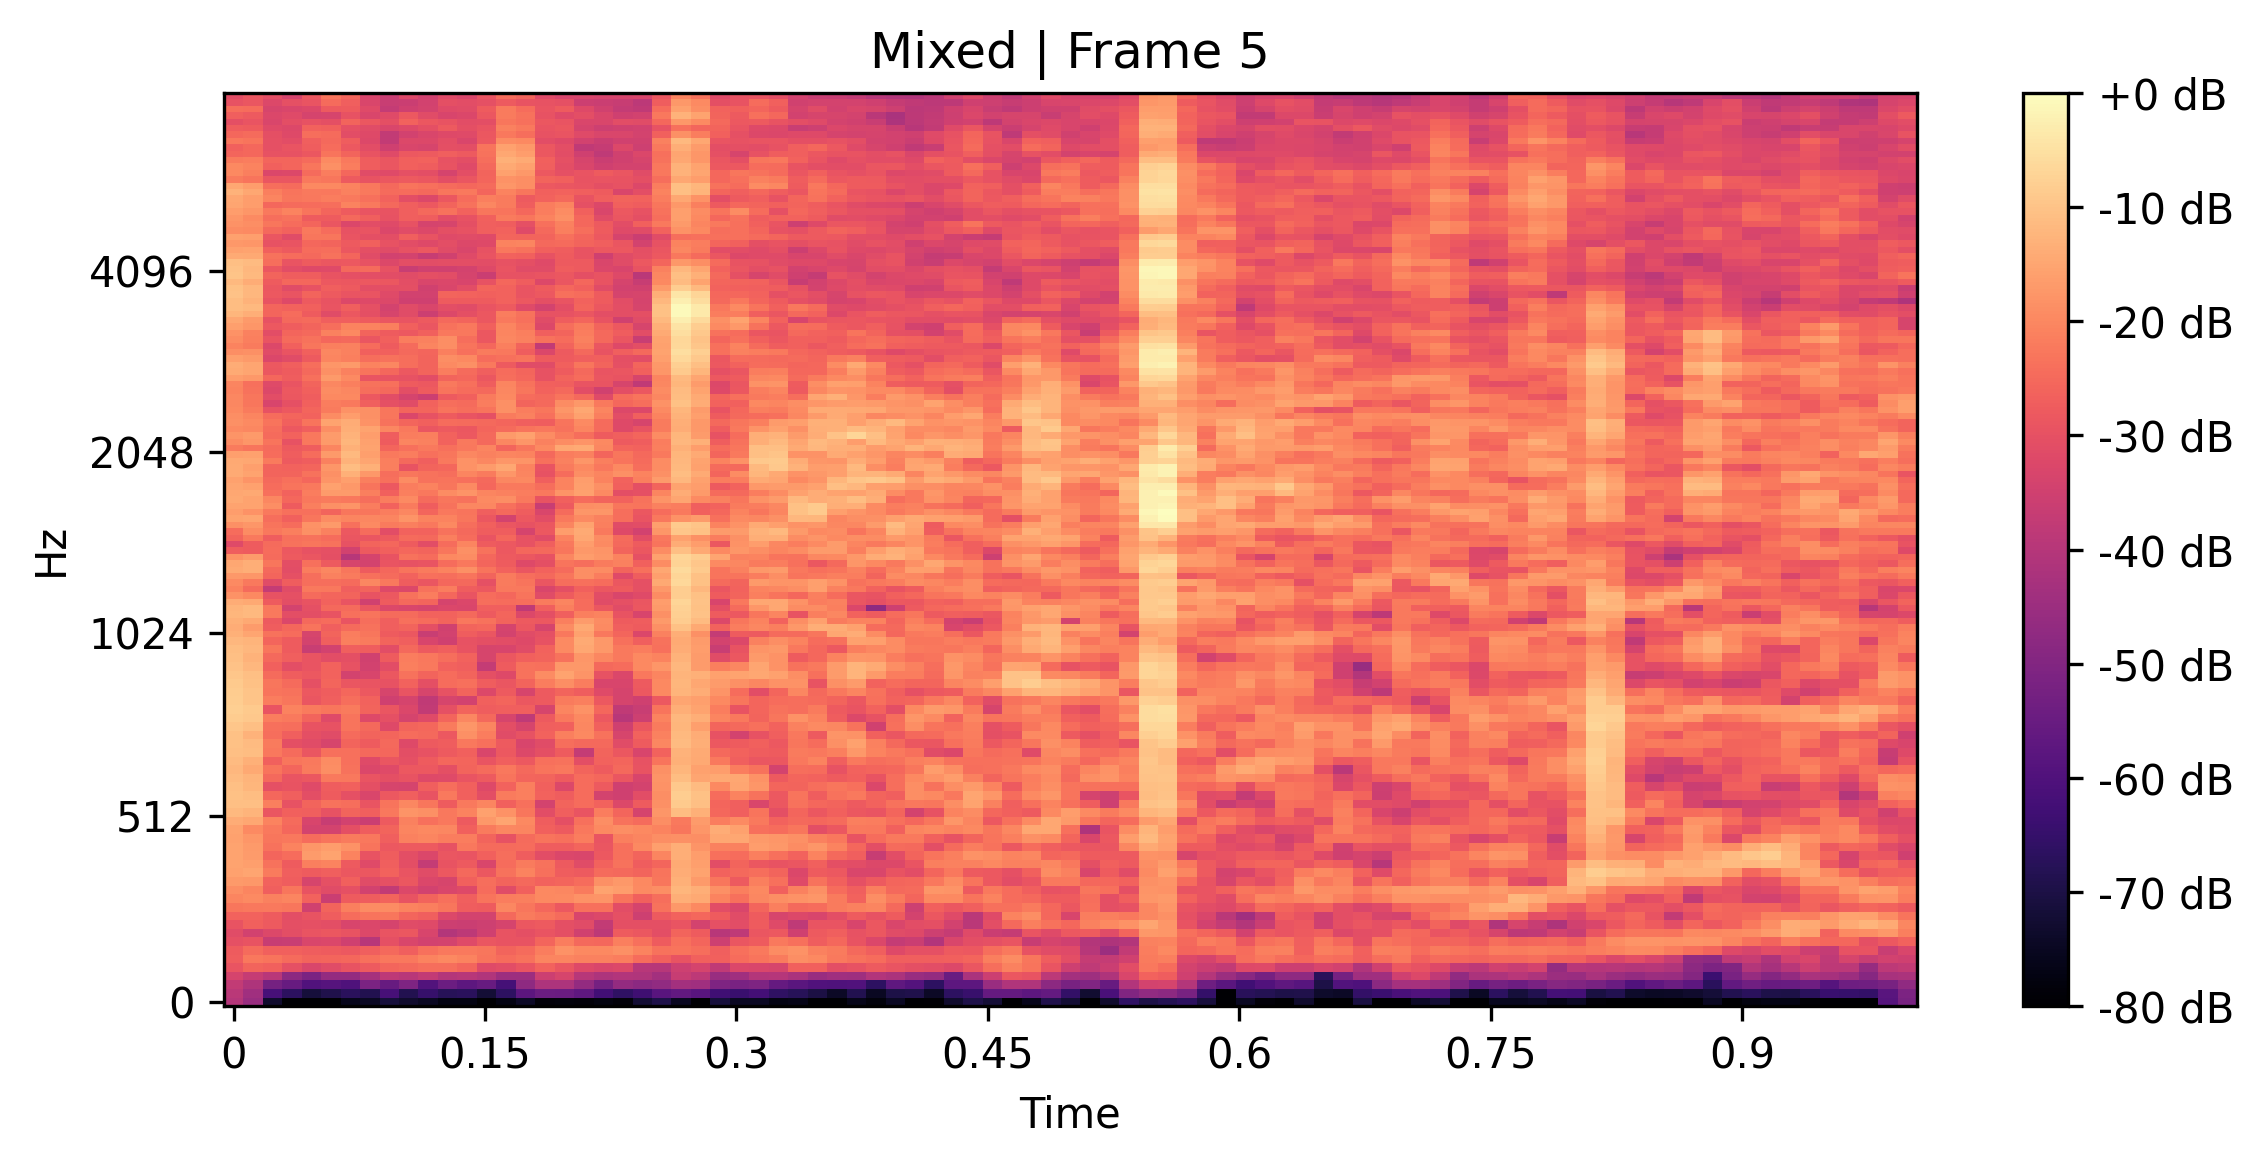 Mixed | Frame 5
+0 dB
-10 dB
4096
-20 dB
-30 dB
2048
-40 dB
Hz
1024
-50 dB
-60 dB
512
-70 dB
0
-80 dB
0 0.15 0.3 0.45 0.6 0.75 0.9
Time